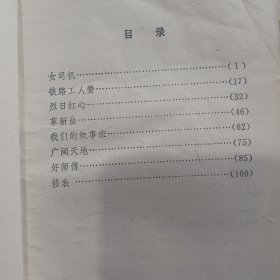 目录
女司机……………………………(1)
铁路工人赞………………………(17)
烈日红心…………………………(32)
革新曲……………………………(46)
我们的炊事班……………………(62)
广阔天地…………………………(75)
好师傅……………………………(85)
修表………………………………(100)